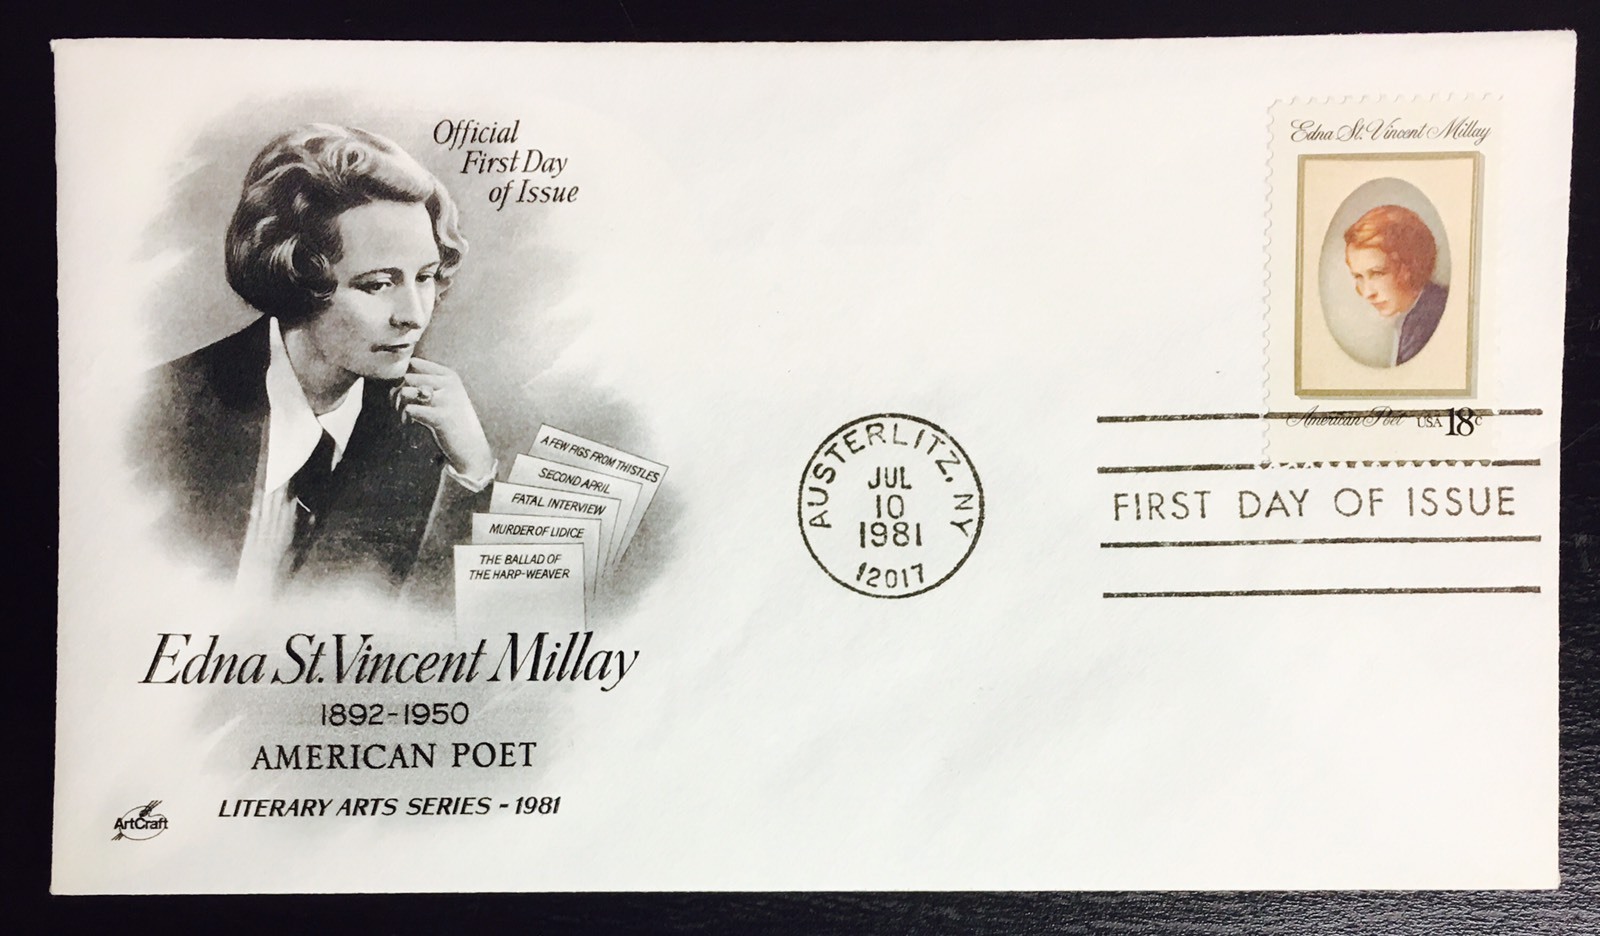 Official
First Day
of Issue
A FEW FIGS FROM THISTLES
SECOND APRIL
FATAL INTERVIEW
MURDER OF LIDICE
THE BALLAD OF
THE HARP-WEAVER
Edna St. Vincent Millay
1892-1950
AMERICAN POET
LITERARY ARTS SERIES - 1981
ArtCraft
AUSTERLITZ, NY
JUL
10
1981
12017
Edna St. Vincent Millay
American Poet USA 18c
FIRST DAY OF ISSUE